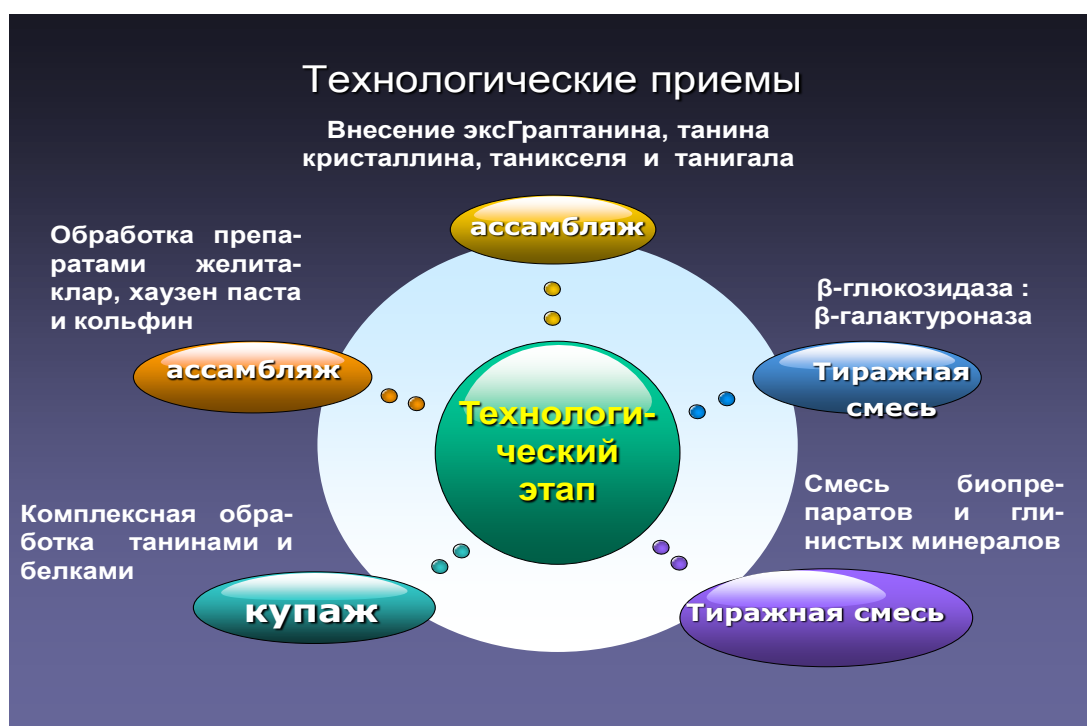 Технологические приемы
Внесение эксГраптанина, танина
кристаллина, таникселя и танигала
ассамбляж
Обработка препа-
ратами желита-
клар, хаузен паста
и кольфин
ассамбляж
β-глюкозидаза :
β-галактуроназа
Тиражная
смесь
Технологи-
ческий
этап
Комплексная обра-
ботка танинами и
белками
купаж
Смесь биопре-
паратов и гли-
нистых минералов
Тиражная смесь